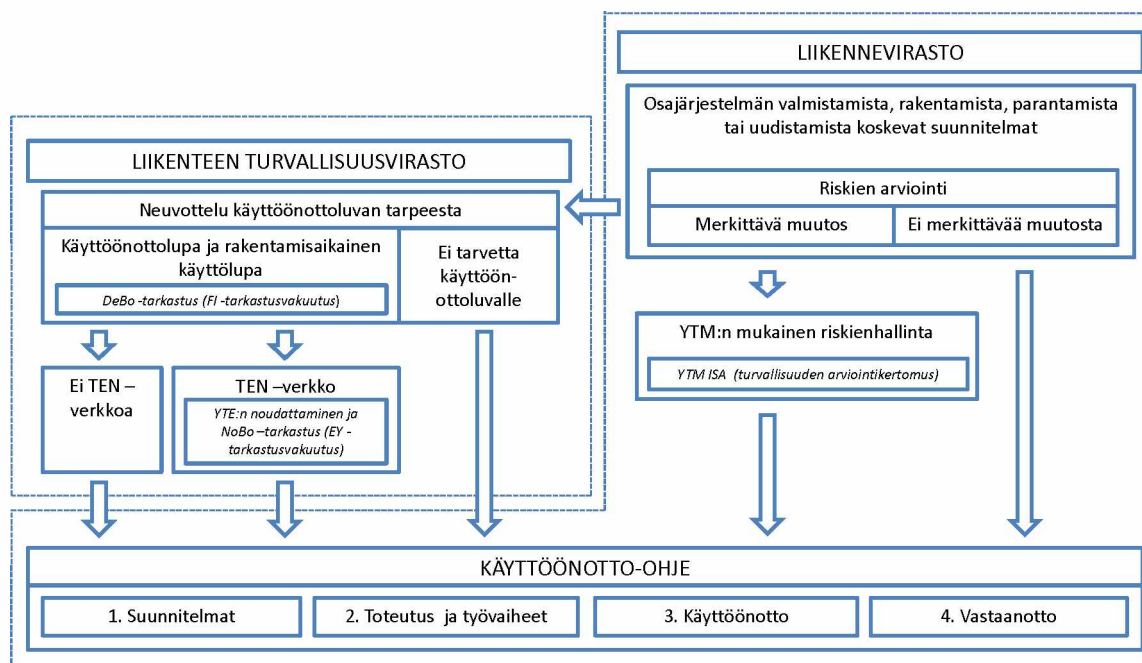 LIIKENNEVIRASTO
Osajärjestelmän valmistamista, rakentamista, parantamista
tai uudistamista koskevat suunnitelmat
Riskien arviointi
Merkittävä muutos
Ei merkittävää muutosta
LIIKENTEEN TURVALLISUUSVIRASTO
Neuvottelu käyttöönottoluvan tarpeesta
Käyttöönottolupa ja rakentamisaikainen
käyttölupa
DeBo -tarkastus (FI -tarkastusvakuutus)
Ei tarvetta
käyttöön-
ottoluvalle
YTM:n mukainen riskienhallinta
YTM ISA (turvallisuuden arviointikertomus)
Ei TEN –
verkkoa
TEN –verkko
YTE:n noudattaminen ja
NoBo –tarkastus (EY -
tarkastusvakuutus)
KÄYTTÖÖNOTTO-OHJE
1. Suunnitelmat
2. Toteutus ja työvaiheet
3. Käyttöönotto
4. Vastaanotto